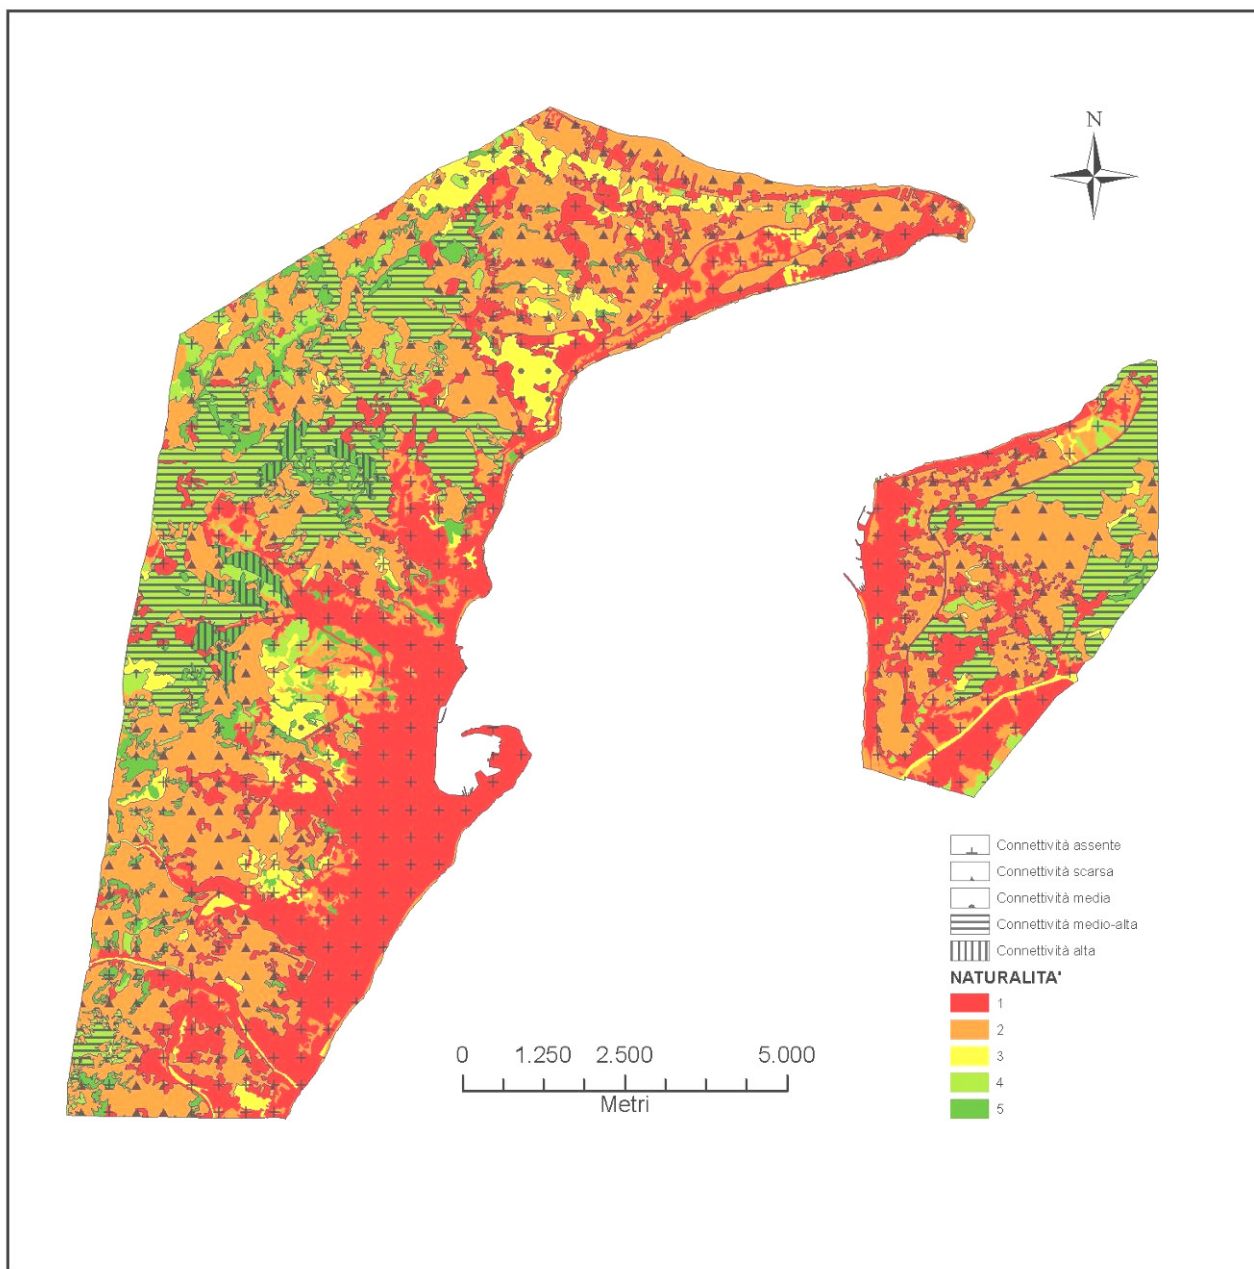 N
Connettività assente
Connettività scarsa
Connettività media
Connettività medio-alta
Connettività alta
NATURALITA'
1
2
3
4
5
0 1.250 2.500 5.000
Metri